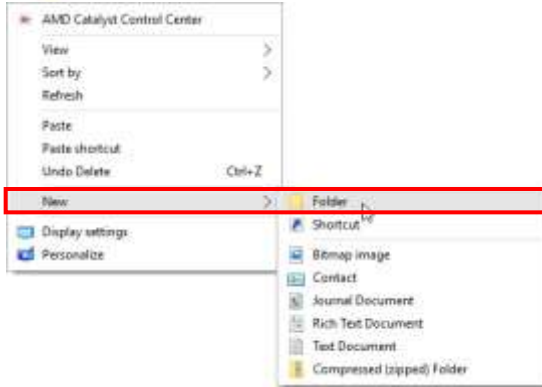 AMD Catalyst Control Center
View
Sort by
Refresh
Paste
Paste shortcut
Undo Delete Ctrl+Z
New
Display settings
Personalize
Folder
Shortcut
Bitmap image
Contact
Journal Document
Rich Text Document
Text Document
Compressed (zipped) Folder